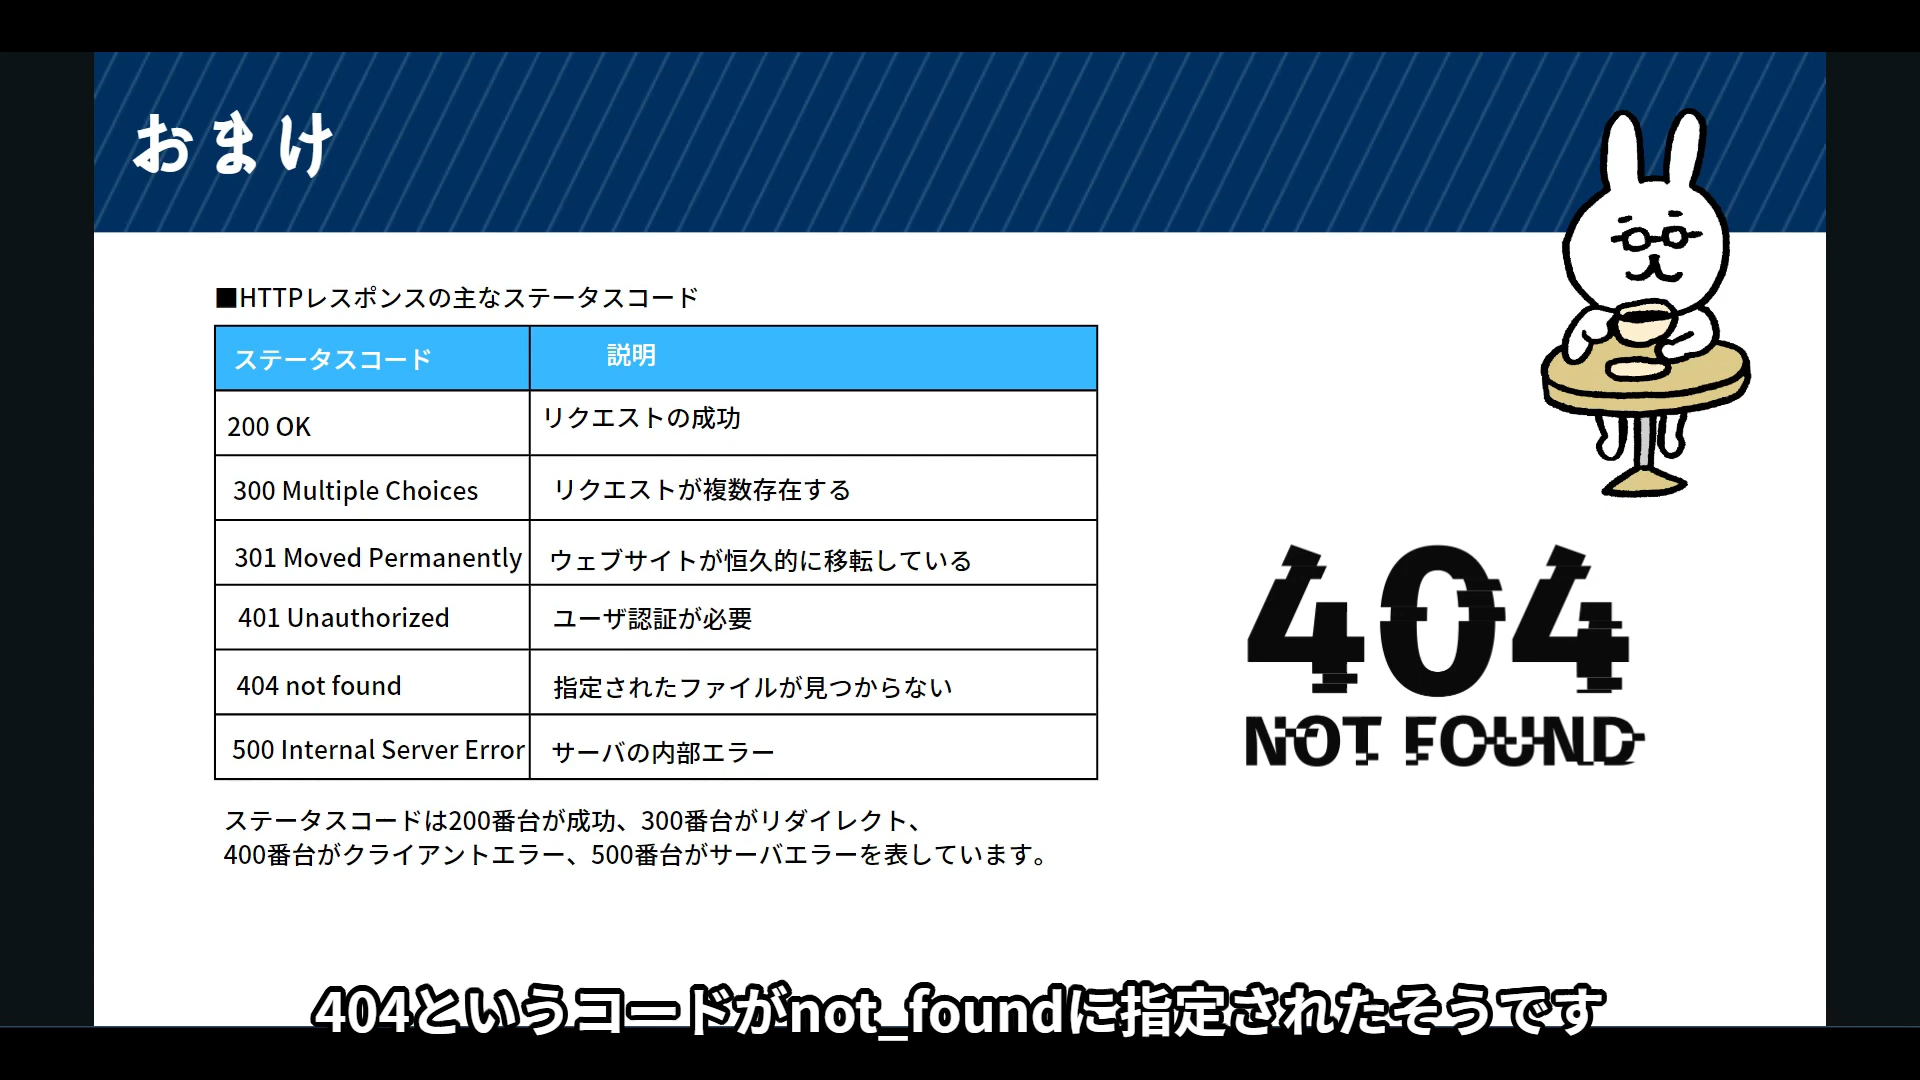 おまけ
■HTTPレスポンスの主なステータスコード
ステータスコード 説明
200 OK リクエストの成功
300 Multiple Choices リクエストが複数存在する
301 Moved Permanently ウェブサイトが恒久的に移転している
401 Unauthorized ユーザ認証が必要
404 not found 指定されたファイルが見つからない
500 Internal Server Error サーバの内部エラー
ステータスコードは200番台が成功、300番台がリダイレクト、
400番台がクライアントエラー、500番台がサーバエラーを表しています。
404
NOT FOUND
404というコードがnot_foundに指定されたそうです